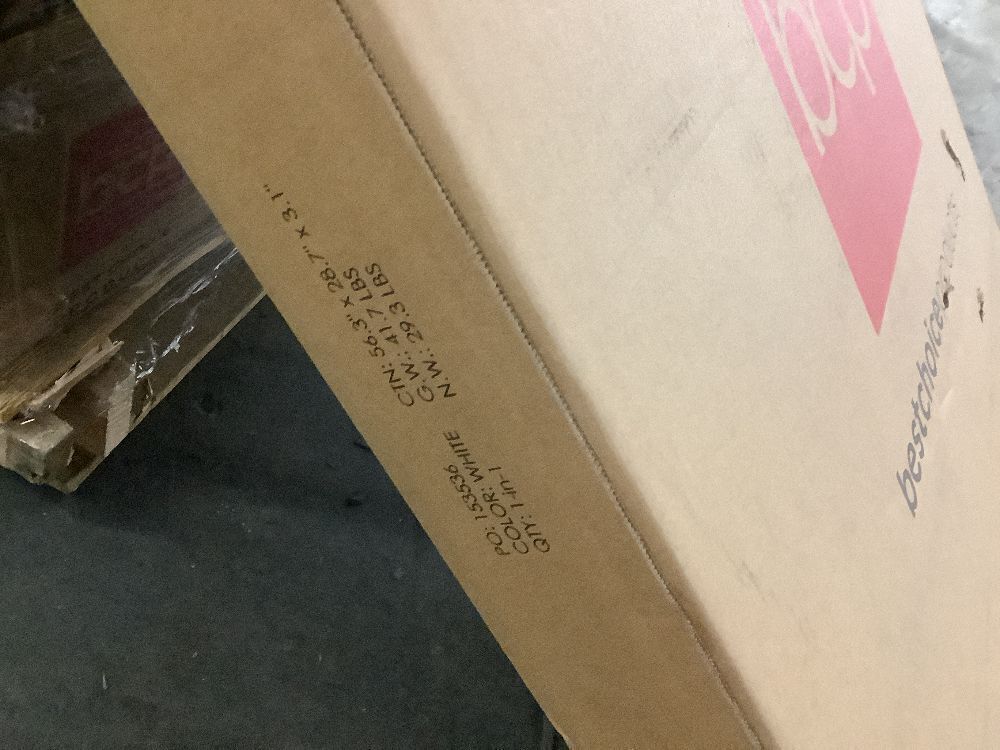 PO: 153536
COLOR: WHITE
QTY: 1-in-1
CTN: 56.3" x 28.7" x 3.1"
G.W.: 41.7 LBS
N.W.: 29.3 LBS
bcp
bestchoice